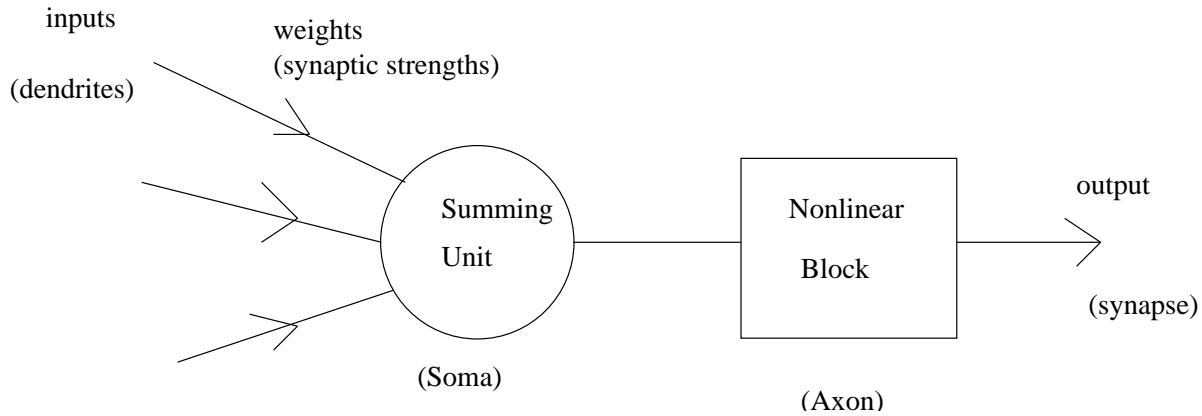 inputs
(dendrites)
weights
(synaptic strengths)
Summing
Unit
(Soma)
Nonlinear
Block
(Axon)
output
(synapse)